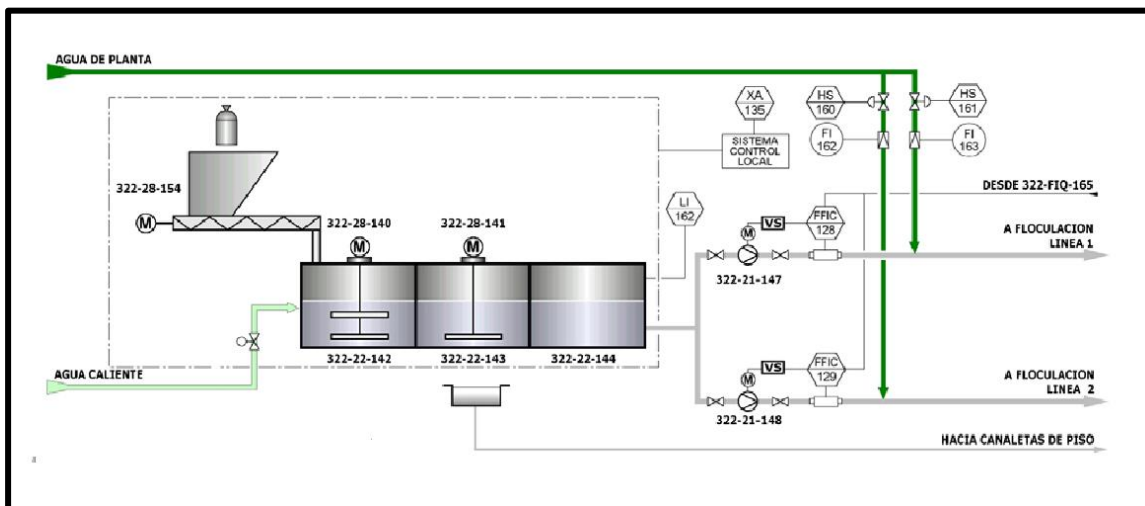 AGUA DE PLANTA
XA
135
HS
160
HS
161
SISTEMA
CONTROL
LOCAL
FI
162
FI
163
322-28-154
M
DESDE 322-FIQ-165
LI
162
322-28-140
322-28-141
M
M
VS
FFIC
128
M
A FLOCULACION
LINEA 1
322-21-147
322-22-142
322-22-143
322-22-144
AGUA CALIENTE
VS
FFIC
129
M
A FLOCULACION
LINEA 2
322-21-148
HACIA CANALETAS DE PISO
a